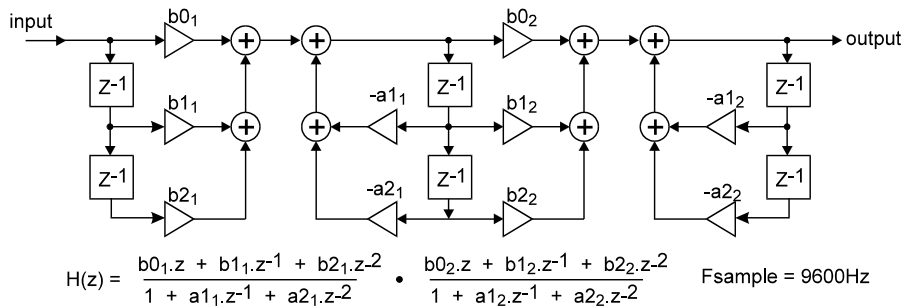 input
b0₁
b0₂
output
z⁻¹
z⁻¹
z⁻¹
b1₁
-a1₁
b1₂
-a1₂
z⁻¹
z⁻¹
z⁻¹
b2₁
-a2₁
b2₂
-a2₂
H(z) = b0₁.z + b1₁.z⁻¹ + b2₁.z⁻² • b0₂.z + b1₂.z⁻¹ + b2₂.z⁻² Fsample = 9600Hz
1 + a1₁.z⁻¹ + a2₁.z⁻² 1 + a1₂.z⁻¹ + a2₂.z⁻²